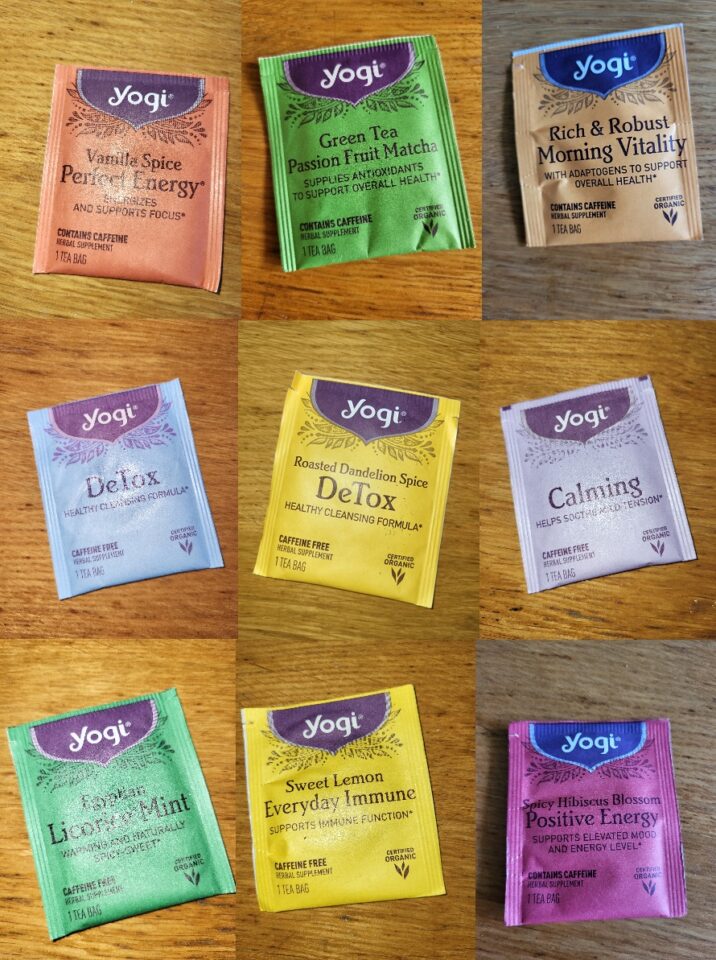 yogi®
Vanilla Spice
Perfect Energy®
ENERGIZES
AND SUPPORTS FOCUS*
CONTAINS CAFFEINE
HERBAL SUPPLEMENT
1 TEA BAG
yogi®
Green Tea
Passion Fruit Matcha
SUPPLIES ANTIOXIDANTS
TO SUPPORT OVERALL HEALTH*
CONTAINS CAFFEINE
HERBAL SUPPLEMENT
1 TEA BAG
CERTIFIED
ORGANIC
yogi®
Rich & Robust
Morning Vitality
WITH ADAPTOGENS TO SUPPORT
OVERALL HEALTH*
CONTAINS CAFFEINE
HERBAL SUPPLEMENT
1 TEA BAG
CERTIFIED
ORGANIC
yogi®
DeTox
HEALTHY CLEANSING FORMULA*
CAFFEINE FREE
HERBAL SUPPLEMENT
1 TEA BAG
CERTIFIED
ORGANIC
yogi®
Roasted Dandelion Spice
DeTox
HEALTHY CLEANSING FORMULA*
CAFFEINE FREE
HERBAL SUPPLEMENT
1 TEA BAG
CERTIFIED
ORGANIC
yogi®
Calming
HELPS SOOTHE MILD TENSION*
CAFFEINE FREE
HERBAL SUPPLEMENT
1 TEA BAG
CERTIFIED
ORGANIC
yogi®
Egyptian
Licorice Mint
WARMING AND NATURALLY
SPICY-SWEET*
CAFFEINE FREE
HERBAL SUPPLEMENT
1 TEA BAG
CERTIFIED
ORGANIC
yogi®
Sweet Lemon
Everyday Immune
SUPPORTS IMMUNE FUNCTION*
CAFFEINE FREE
HERBAL SUPPLEMENT
1 TEA BAG
CERTIFIED
ORGANIC
yogi®
Spicy Hibiscus Blossom
Positive Energy
SUPPORTS ELEVATED MOOD
AND ENERGY LEVEL*
CONTAINS CAFFEINE
HERBAL SUPPLEMENT
1 TEA BAG
CERTIFIED
ORGANIC